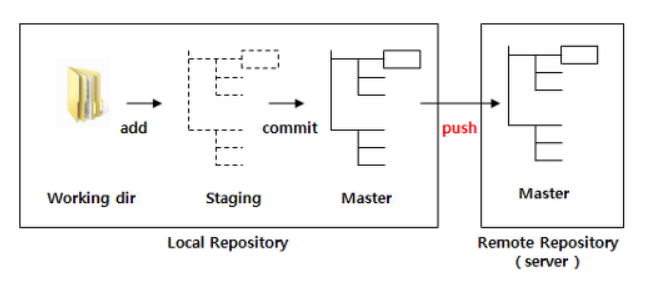 add
commit
push
Working dir
Staging
Master
Master
Local Repository
Remote Repository
( server )